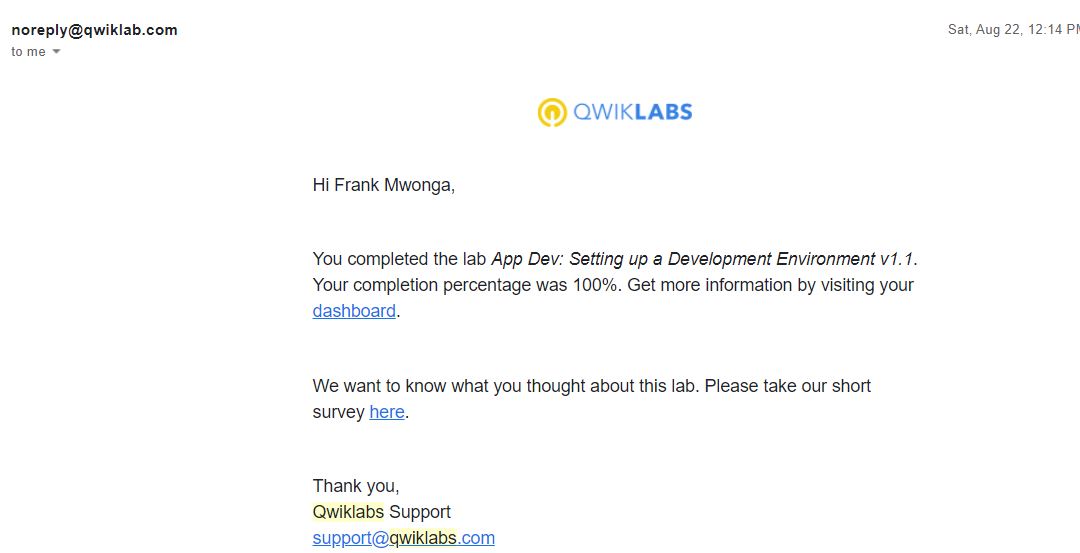 noreply@qwiklab.com
Sat, Aug 22, 12:14 PM
to me
QWIKLABS
Hi Frank Mwonga,
You completed the lab App Dev: Setting up a Development Environment v1.1.
Your completion percentage was 100%. Get more information by visiting your
dashboard.
We want to know what you thought about this lab. Please take our short
survey here.
Thank you,
Qwiklabs Support
support@qwiklabs.com